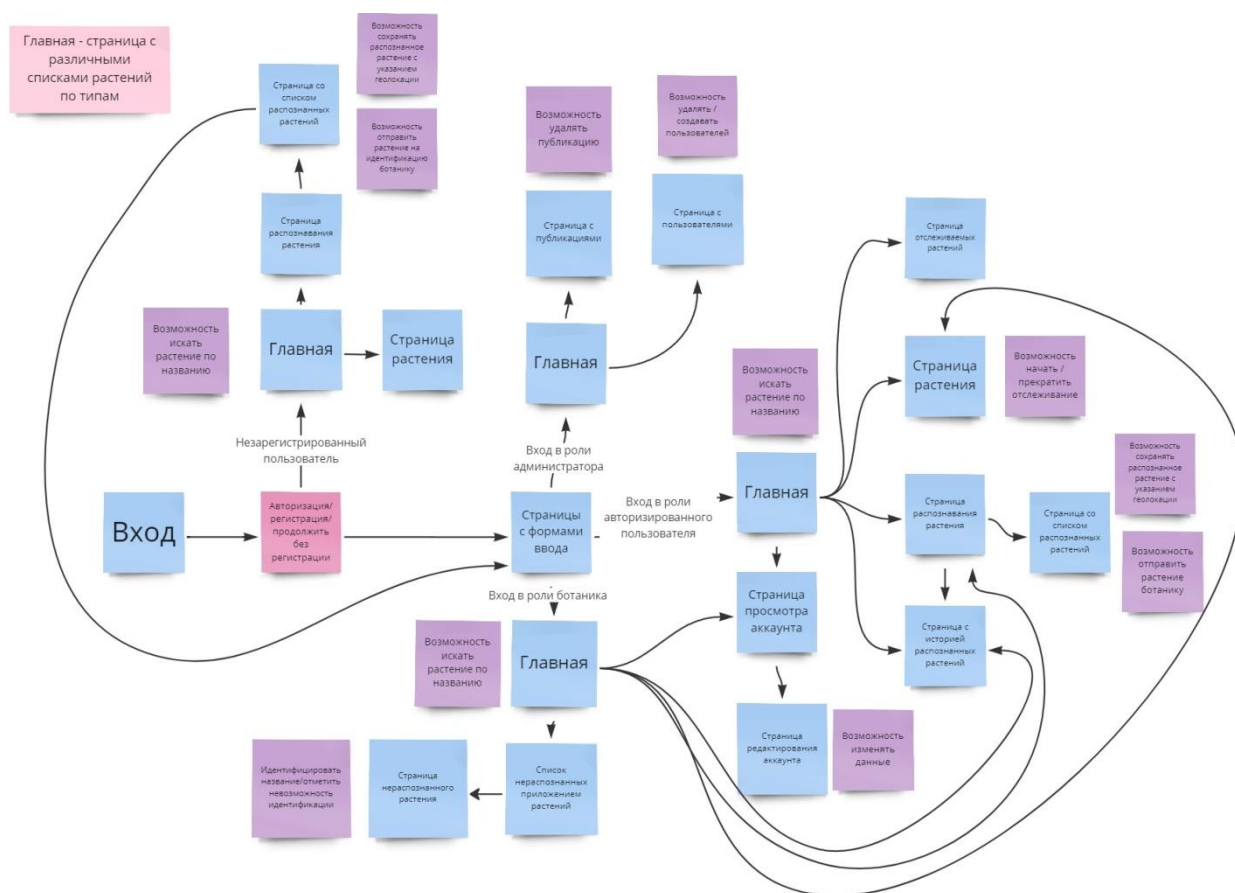 Главная - страница с
различными
списками растений
по типам
Возможность
сохранять
распознанное
растение с
указанием
геолокации
Страница со
списком
распознанных
растений
Возможность
отправить
растение на
идентификацию
ботанику
Возможность
удалять
публикацию
Возможность
удалять /
создавать
пользователей
Страница
распознавания
растения
Страница с
публикациями
Страница с
пользователями
Страница
отслеживаемых
растений
Возможность
искать
растение по
названию
Главная
Страница
растения
Главная
Возможность
искать
растение по
названию
Страница
растения
Возможность
начать /
прекратить
отслеживание
Незарегистрированный
пользователь
Вход в роли
администратора
Возможность
сохранять
распознанное
растение с
указанием
геолокации
Вход
Авторизация/
регистрация/
продолжить
без
регистрации
Страницы
с формами
ввода
Вход в роли
авторизированного
пользователя
Главная
Страница
распознавания
растения
Страница со
списком
распознанных
растений
Возможность
отправить
растение
ботанику
Вход в роли ботаника
Возможность
искать
растение по
названию
Главная
Страница
просмотра
аккаунта
Страница с
историей
распознанных
растений
Идентифицировать
название/отметить
невозможность
идентификации
Страница
нераспознанного
растения
Список
нераспознанных
приложением
растений
Страница
редактирования
аккаунта
Возможность
изменять
данные